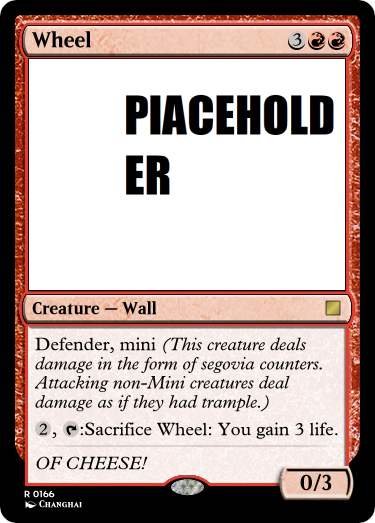 Wheel 3
PIACEHOLD
ER
Creature — Wall
Defender, mini (This creature deals
damage in the form of segovia counters.
Attacking non-Mini creatures deal
damage as if they had trample.)
2, :Sacrifice Wheel: You gain 3 life.
OF CHEESE!
0/3
R 0166
CHANGHAI